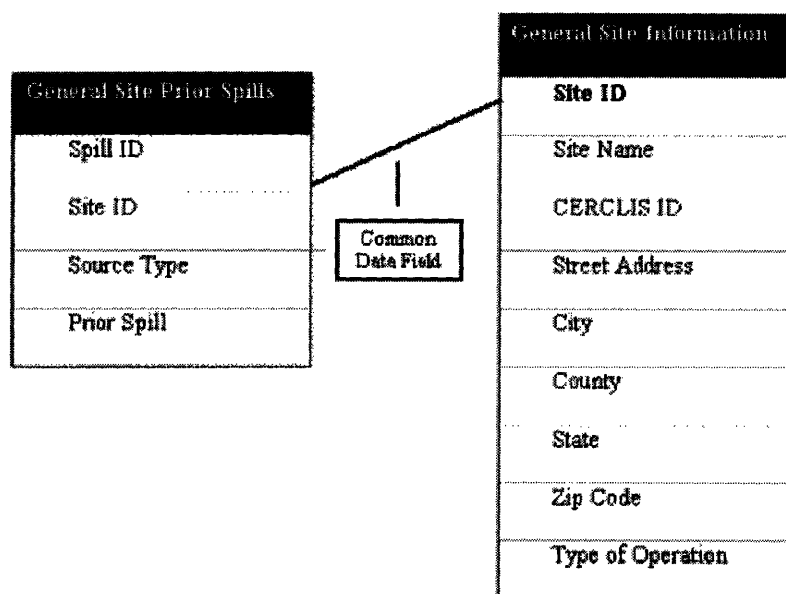 General Site Prior Spills
Spill ID
Site ID
Source Type
Prior Spill
Common
Data Field
General Site Information
Site ID
Site Name
CERCLIS ID
Street Address
City
County
State
Zip Code
Type of Operation